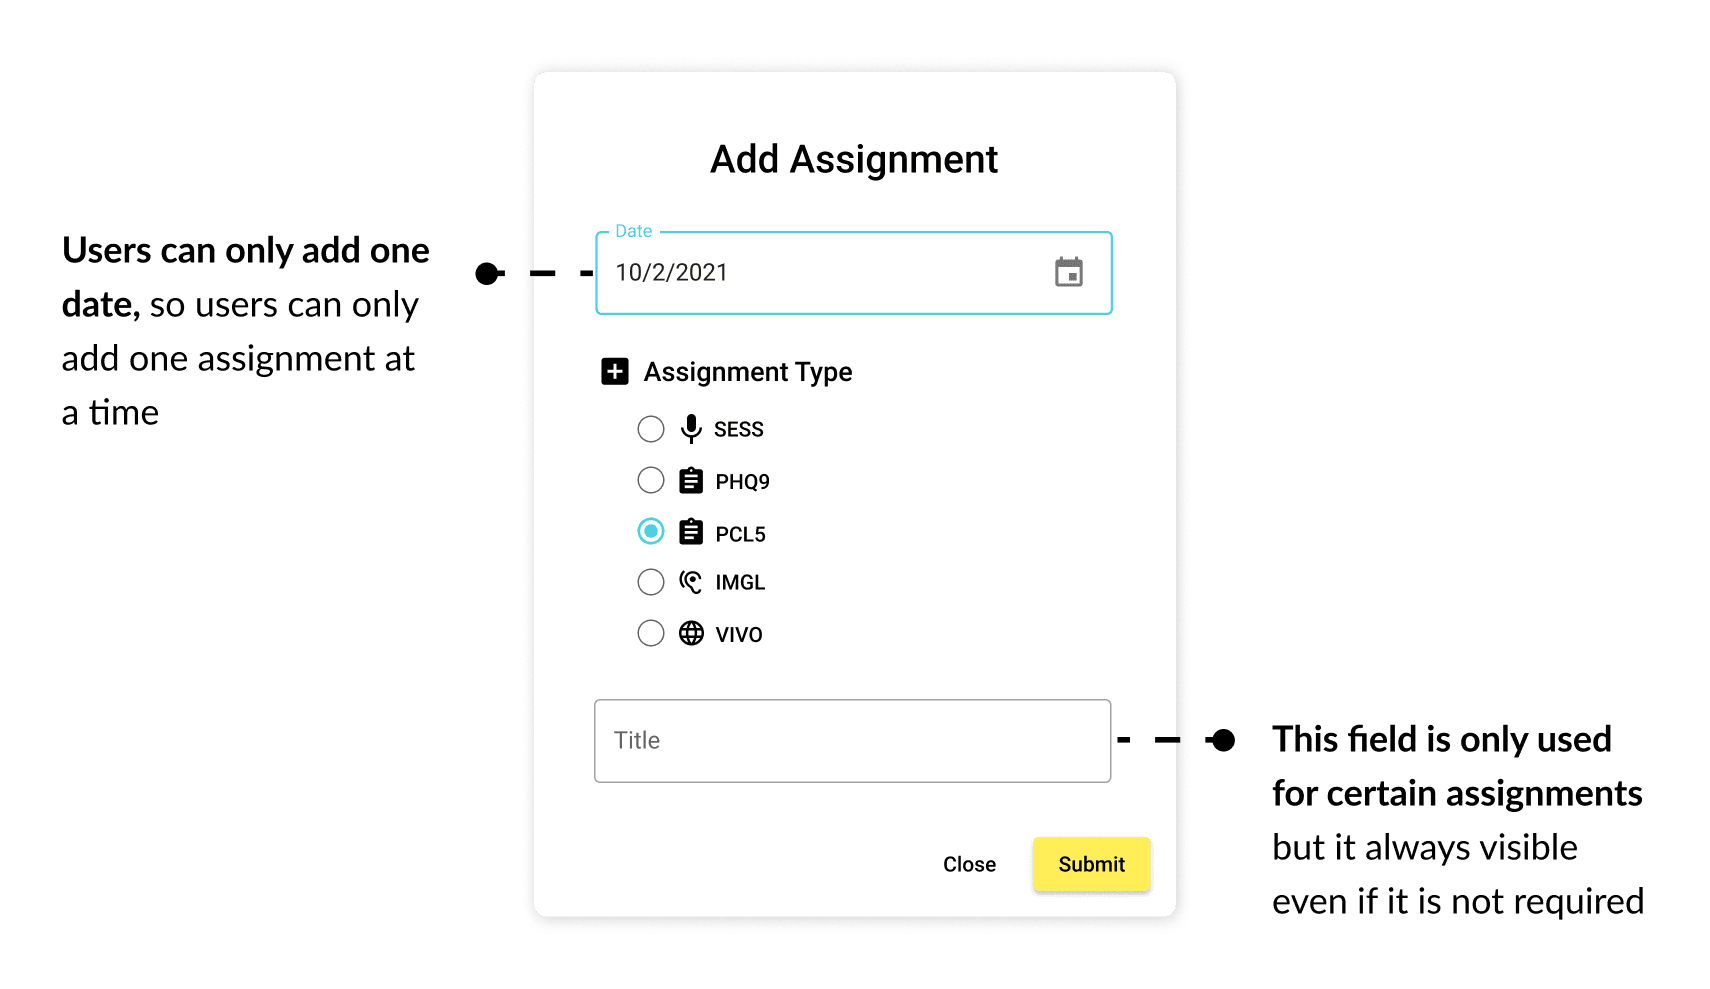 Add Assignment
Users can only add one
date, so users can only
add one assignment at
a time
Date
10/2/2021
Assignment Type
SESS
PHQ9
PCL5
IMGL
VIVO
Title
This field is only used
for certain assignments
but it always visible
even if it is not required
Close
Submit